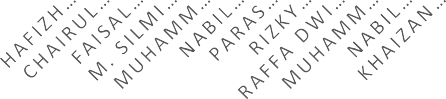 HAFIZH...
CHAIRUL...
FAISAL...
M. SILMI...
MUHAMM...
NABIL...
PARAS...
RIZKY...
RAFFA DWI...
MUHAMM...
NABIL...
KHAIZAN...